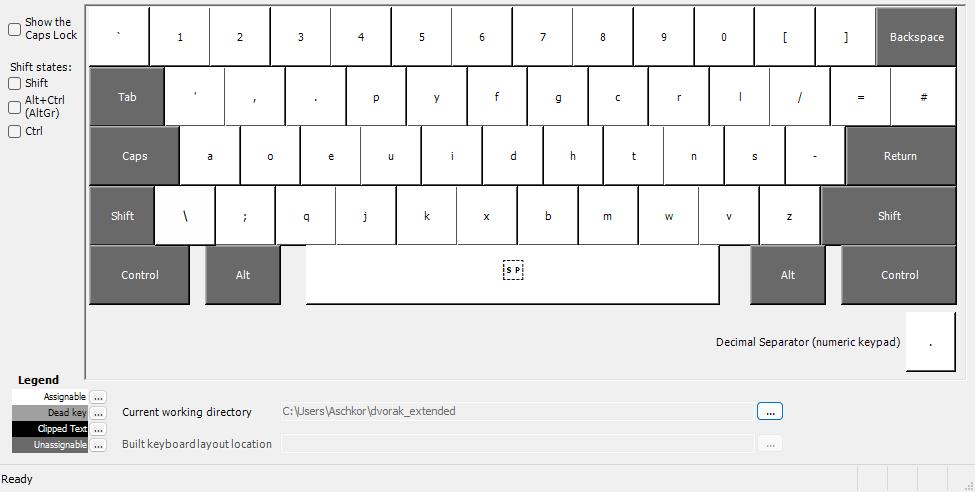 Show the
Caps Lock
Shift states:
Shift
Alt+Ctrl
(AltGr)
Ctrl
` 1 2 3 4 5 6 7 8 9 0 [ ] Backspace
Tab ' , . p y f g c r l / = #
Caps a o e u i d h t n s - Return
Shift \ ; q j k x b m w v z Shift
Control Alt SP Alt Control
Decimal Separator (numeric keypad) .
Legend
Assignable ...
Dead key ...
Clipped Text ...
Unassignable ...
Current working directory C:\Users\Aschkor\dvorak_extended ...
Built keyboard layout location ...
Ready